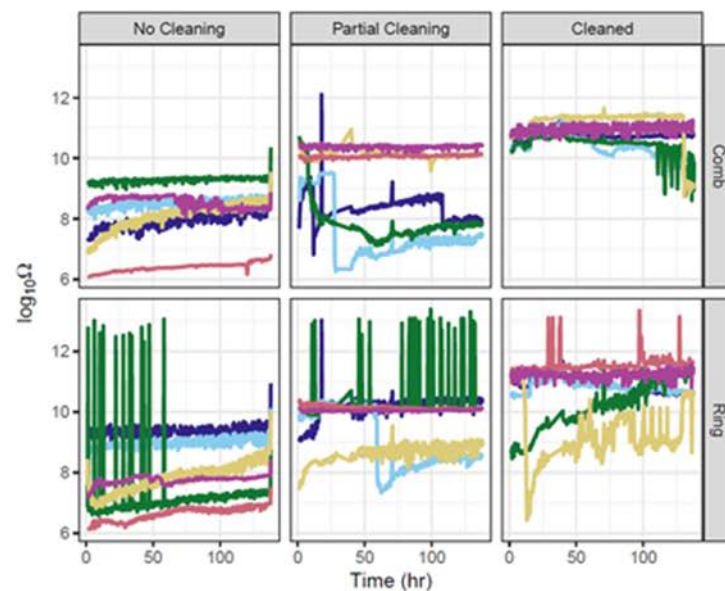 No Cleaning Partial Cleaning Cleaned
12
10
8
6
Comb
12
10
8
6
Ring
log₁₀Ω
0 50 100 0 50 100 0 50 100
Time (hr)